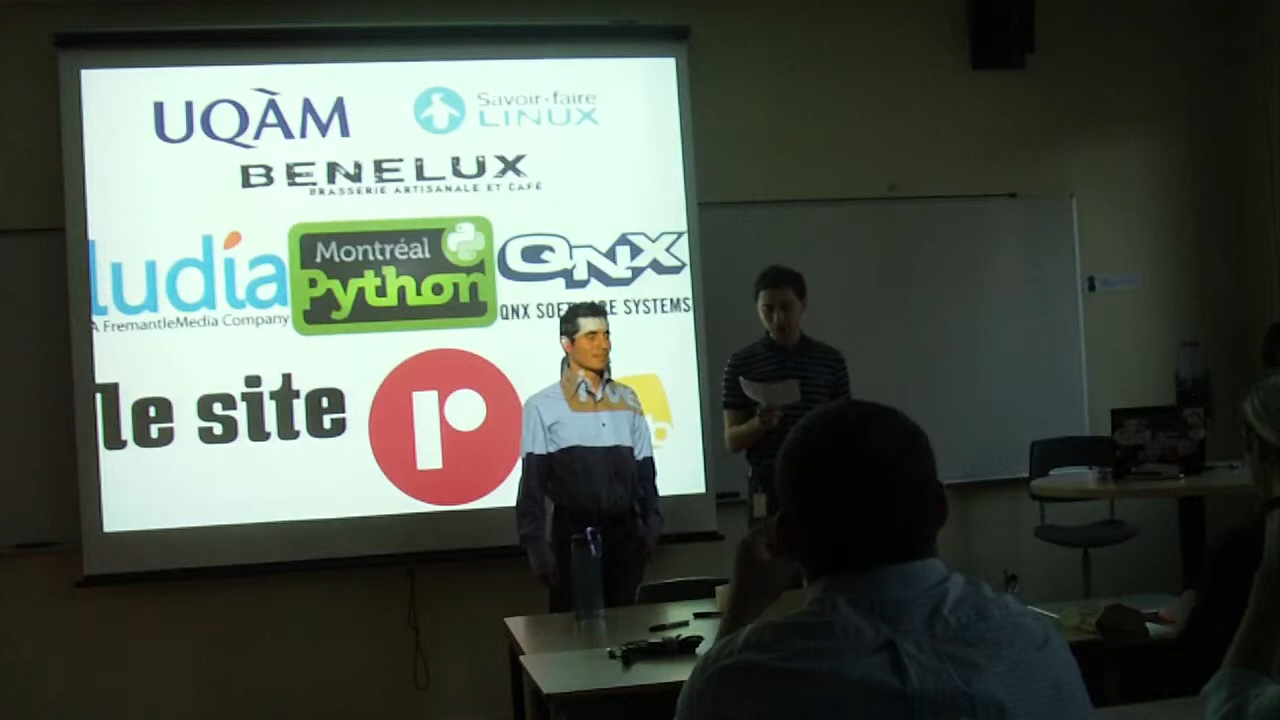 UQÀM
Savoir-faire
LINUX
BENELUX
BRASSERIE ARTISANALE ET CAFÉ
ludia
A FremantleMedia Company
Montréal
Python
QNX
QNX SOFTWARE SYSTEMS
le site
r